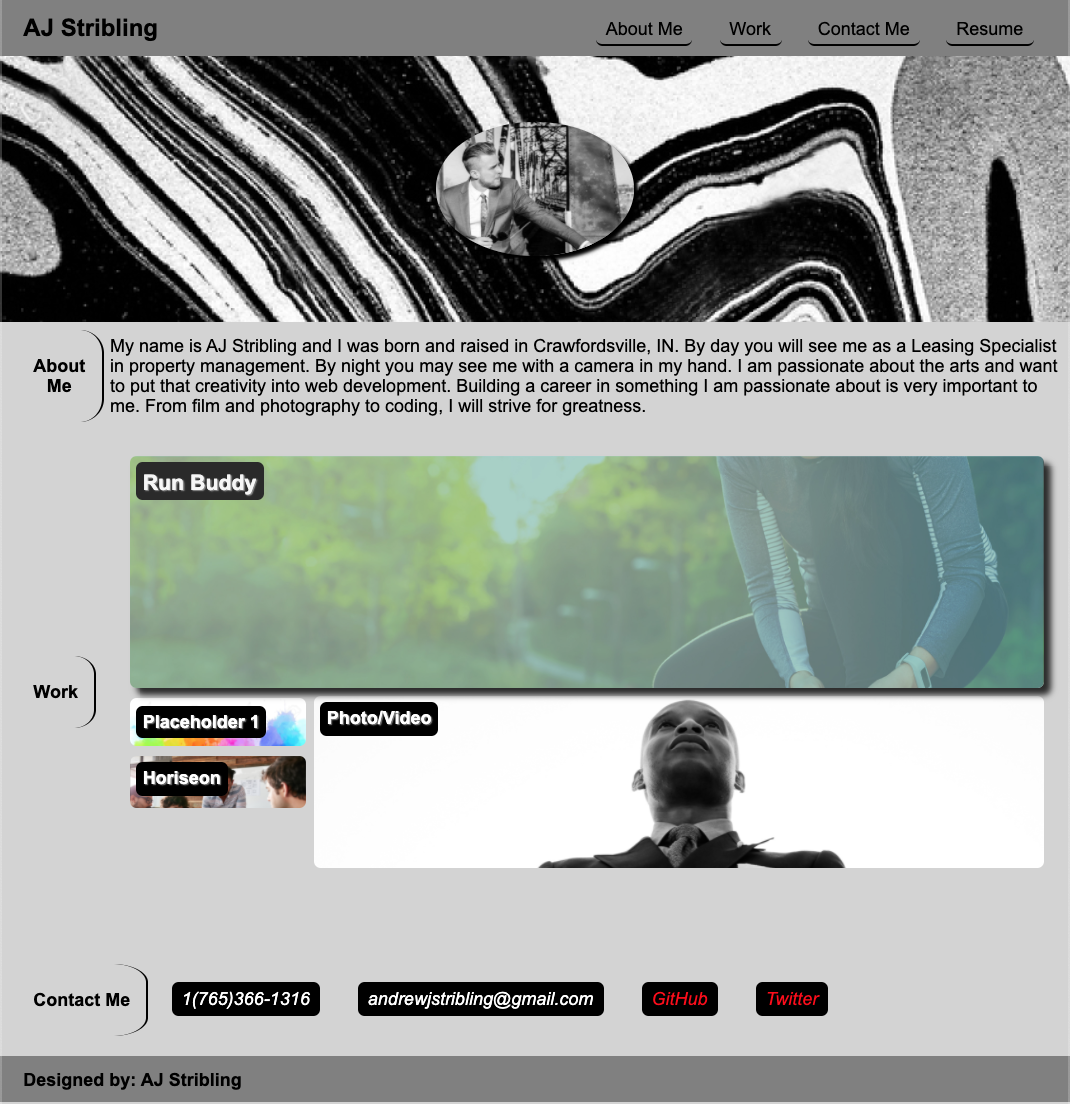 AJ Stribling
About Me
Work
Contact Me
Resume
About
Me
My name is AJ Stribling and I was born and raised in Crawfordsville, IN. By day you will see me as a Leasing Specialist
in property management. By night you may see me with a camera in my hand. I am passionate about the arts and want
to put that creativity into web development. Building a career in something I am passionate about is very important to
me. From film and photography to coding, I will strive for greatness.
Work
Run Buddy
Placeholder 1
Photo/Video
Horiseon
Contact Me
1(765)366-1316
andrewjstribling@gmail.com
GitHub
Twitter
Designed by: AJ Stribling